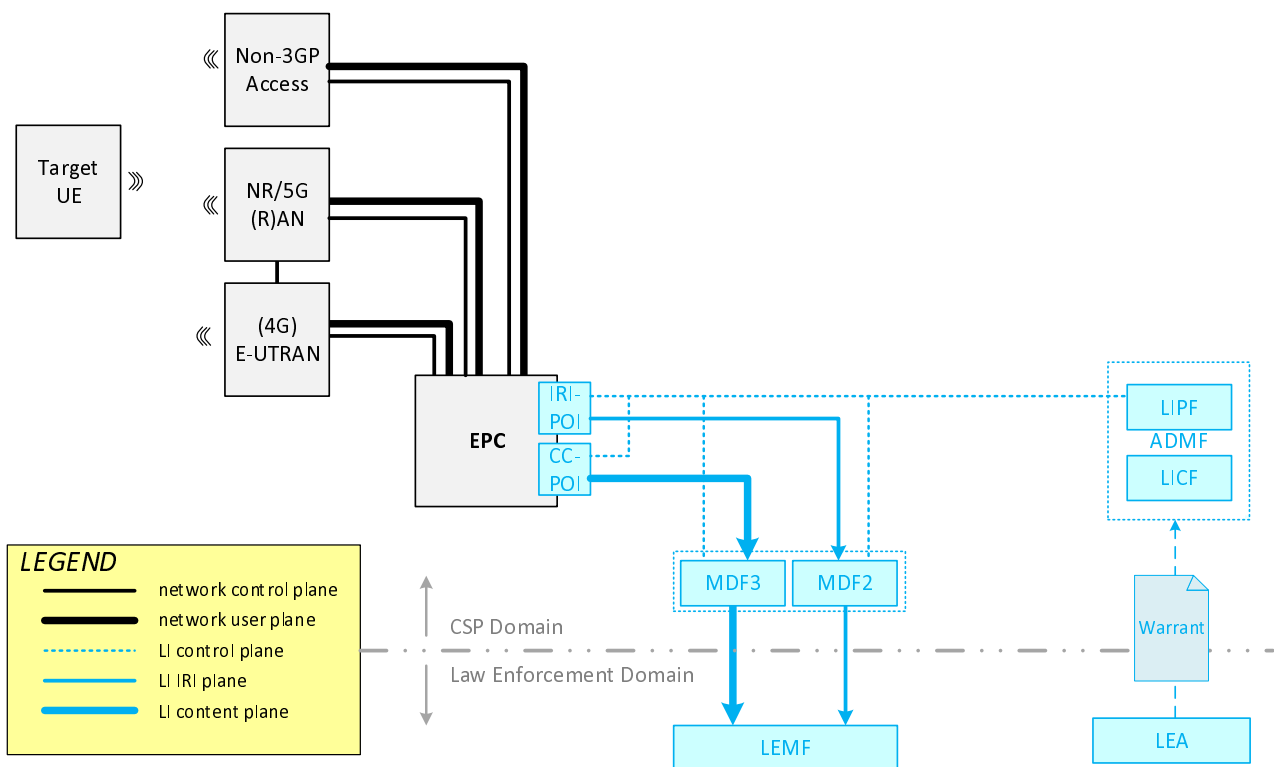 Non-3GP
Access
Target
UE
NR/5G
(R)AN
(4G)
E-UTRAN
EPC
IRI-
POI
CC-
POI
LIPF
ADMF
LICF
LEGEND
network control plane
network user plane
LI control plane
LI IRI plane
LI content plane
MDF3
MDF2
CSP Domain
Law Enforcement Domain
Warrant
LEMF
LEA